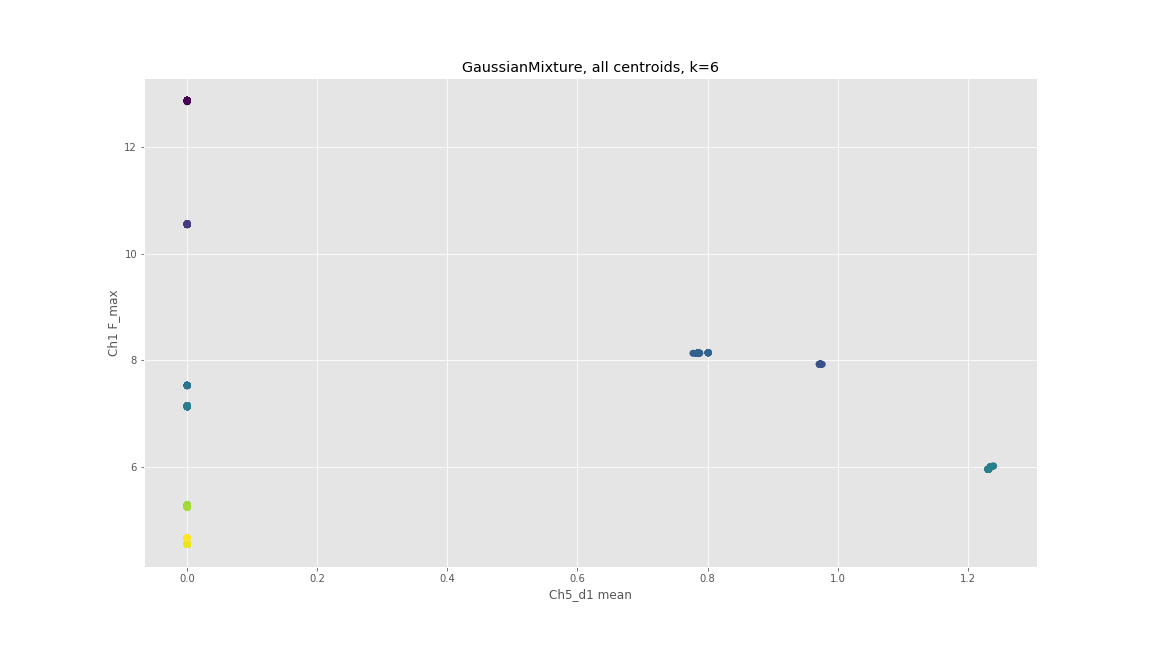 GaussianMixture, all centroids, k=6
12
10
8
6
Ch1 F_max
0.0 0.2 0.4 0.6 0.8 1.0 1.2
Ch5_d1 mean